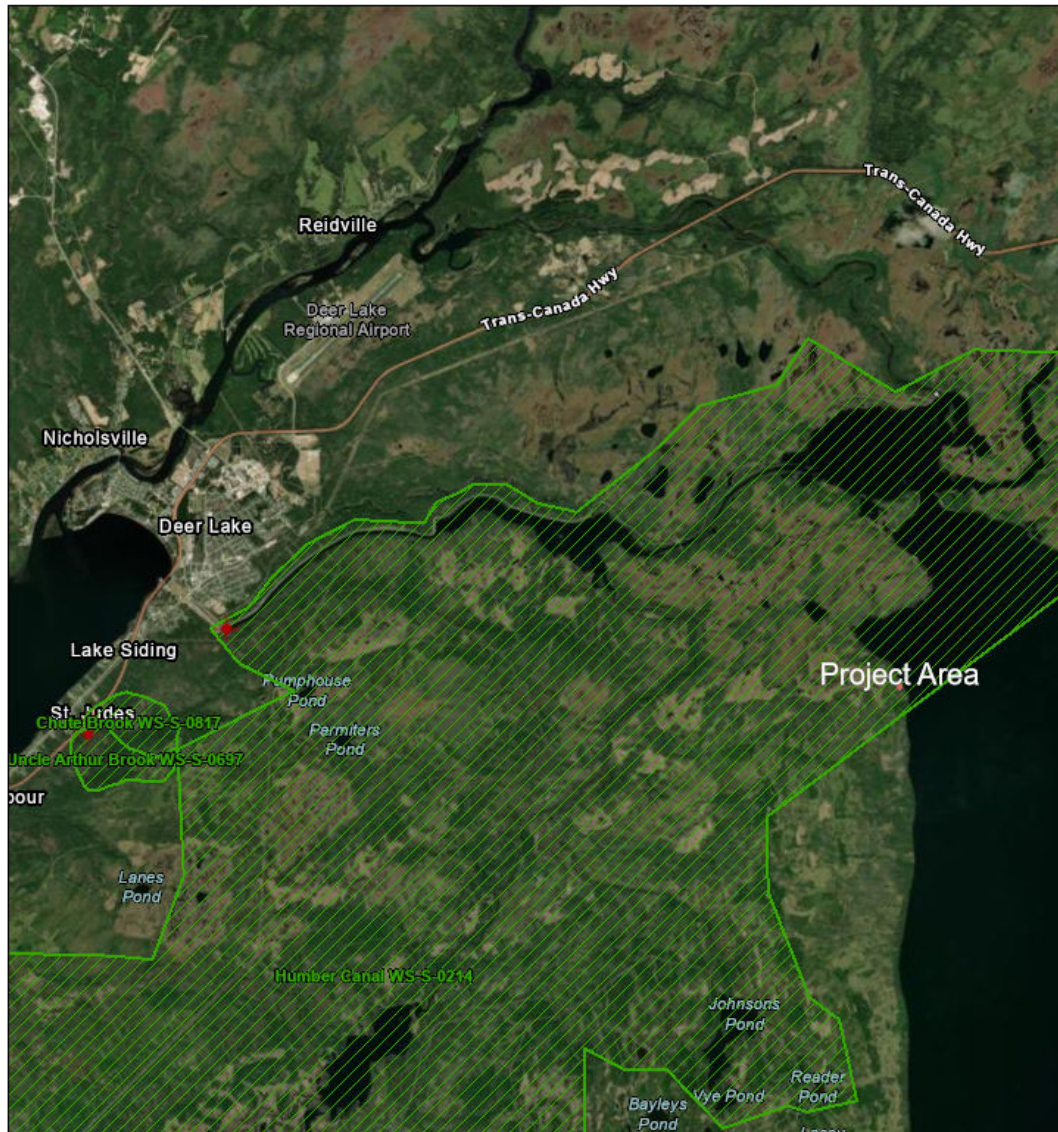 Trans-Canada Hwy
Reidville
Deer Lake
Regional Airport
Trans-Canada Hwy
Nicholsville
Deer Lake
Lake Siding
Project Area
Pumphouse
Pond
Parmiters
Pond
St. Judes
Chute Brook WS-S-0817
Uncle Arthur Brook WS-S-0697
bour
Lanes
Pond
Humber Canal WS-S-0214
Johnsons
Pond
Reader
Pond
Vye Pond
Bayleys
Pond